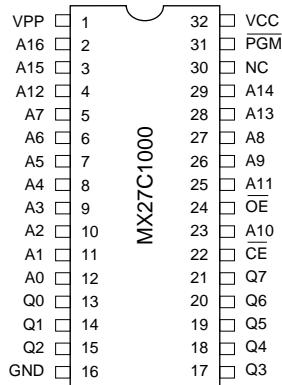 VPP 1 32 VCC
A16 2 31 PGM
A15 3 30 NC
A12 4 29 A14
A7 5 28 A13
A6 6 27 A8
A5 7 26 A9
A4 8 25 A11
A3 9 24 OE
A2 10 23 A10
A1 11 22 CE
A0 12 21 Q7
Q0 13 20 Q6
Q1 14 19 Q5
Q2 15 18 Q4
GND 16 17 Q3
MX27C1000